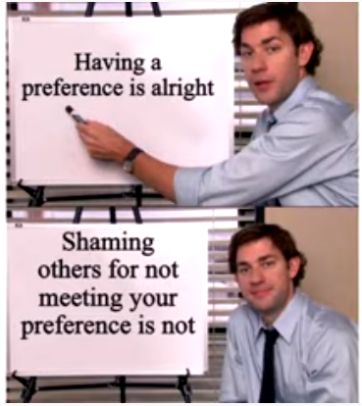 Having a
preference is alright
Shaming
others for not
meeting your
preference is not